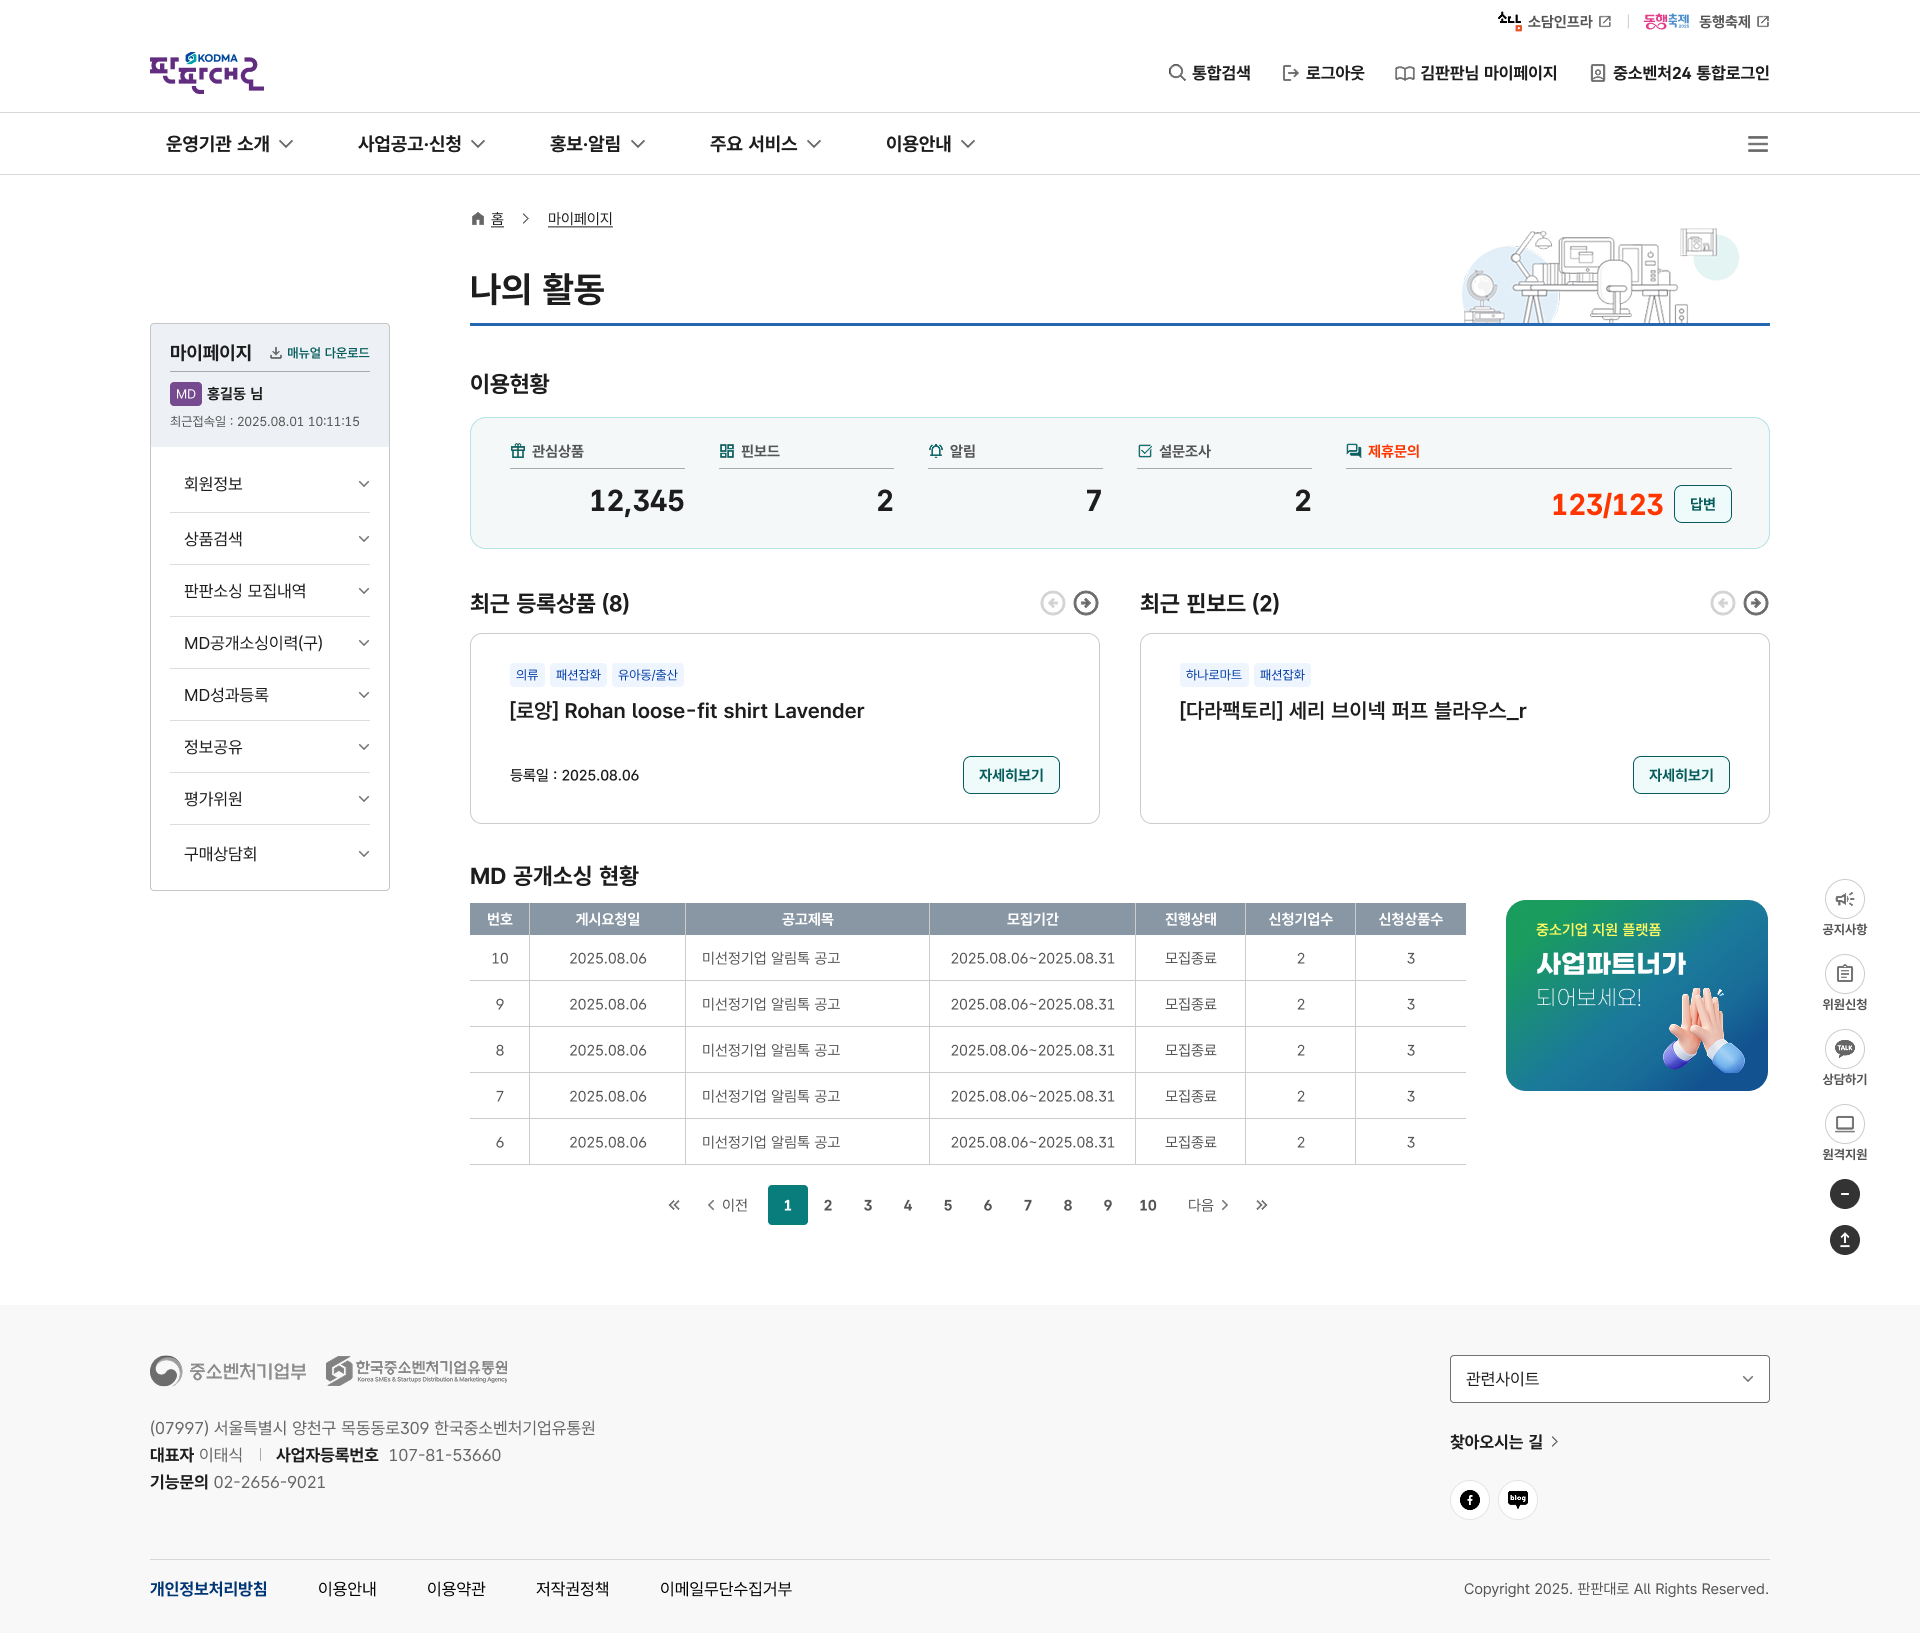 소담 소담인프라
동행축제 2025 동행축제
KODMA
판판대로
통합검색
로그아웃
김판판님 마이페이지
중소벤처24 통합로그인
운영기관 소개
사업공고·신청
홍보·알림
주요 서비스
이용안내
홈
마이페이지
나의 활동
마이페이지
매뉴얼 다운로드
MD 홍길동 님
최근접속일 : 2025.08.01 10:11:15
회원정보
상품검색
판판소싱 모집내역
MD공개소싱이력(구)
MD성과등록
정보공유
평가위원
구매상담회
이용현황
관심상품
12,345
핀보드
2
알림
7
설문조사
2
제휴문의
123/123 답변
최근 등록상품 (8)
의류 패션잡화 유아동/출산
[로앙] Rohan loose-fit shirt Lavender
등록일 : 2025.08.06
자세히보기
최근 핀보드 (2)
하나로마트 패션잡화
[다라팩토리] 세리 브이넥 퍼프 블라우스_r
자세히보기
MD 공개소싱 현황
번호 게시요청일 공고제목 모집기간 진행상태 신청기업수 신청상품수
10 2025.08.06 미선정기업 알림톡 공고 2025.08.06~2025.08.31 모집종료 2 3
9 2025.08.06 미선정기업 알림톡 공고 2025.08.06~2025.08.31 모집종료 2 3
8 2025.08.06 미선정기업 알림톡 공고 2025.08.06~2025.08.31 모집종료 2 3
7 2025.08.06 미선정기업 알림톡 공고 2025.08.06~2025.08.31 모집종료 2 3
6 2025.08.06 미선정기업 알림톡 공고 2025.08.06~2025.08.31 모집종료 2 3
이전 1 2 3 4 5 6 7 8 9 10 다음
중소기업 지원 플랫폼
사업파트너가
되어보세요!
공지사항
위원신청
TALK
상담하기
원격지원
중소벤처기업부
한국중소벤처기업유통원
Korea SMEs & Startups Distribution & Marketing Agency
(07997) 서울특별시 양천구 목동동로309 한국중소벤처기업유통원
대표자 이태식
사업자등록번호 107-81-53660
기능문의 02-2656-9021
관련사이트
찾아오시는 길
blog
개인정보처리방침
이용안내
이용약관
저작권정책
이메일무단수집거부
Copyright 2025. 판판대로 All Rights Reserved.